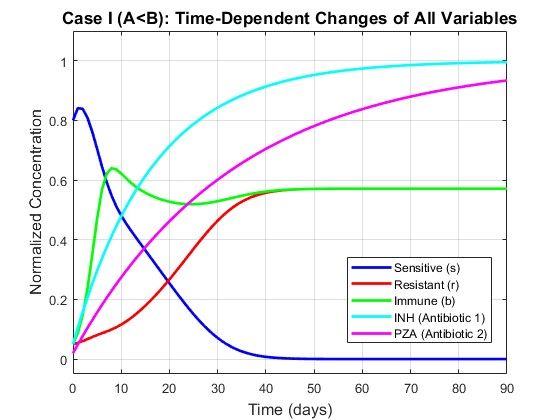 Case I (A<B): Time-Dependent Changes of All Variables
Normalized Concentration
1
0.8
0.6
0.4
0.2
0
0 10 20 30 40 50 60 70 80 90
Time (days)
Sensitive (s)
Resistant (r)
Immune (b)
INH (Antibiotic 1)
PZA (Antibiotic 2)